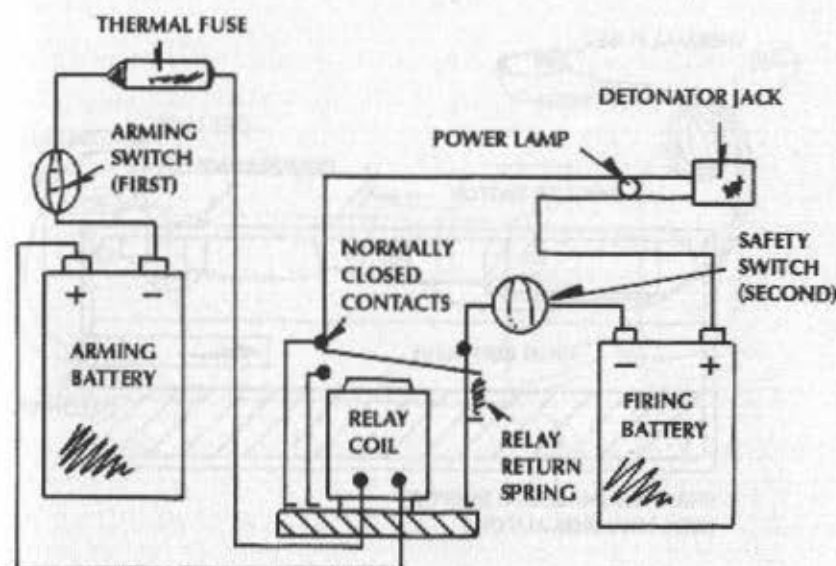 THERMAL FUSE
DETONATOR JACK
POWER LAMP
ARMING
SWITCH
(FIRST)
NORMALLY
CLOSED
CONTACTS
SAFETY
SWITCH
(SECOND)
+ −
ARMING
BATTERY
RELAY
COIL
RELAY
RETURN
SPRING
− +
FIRING
BATTERY